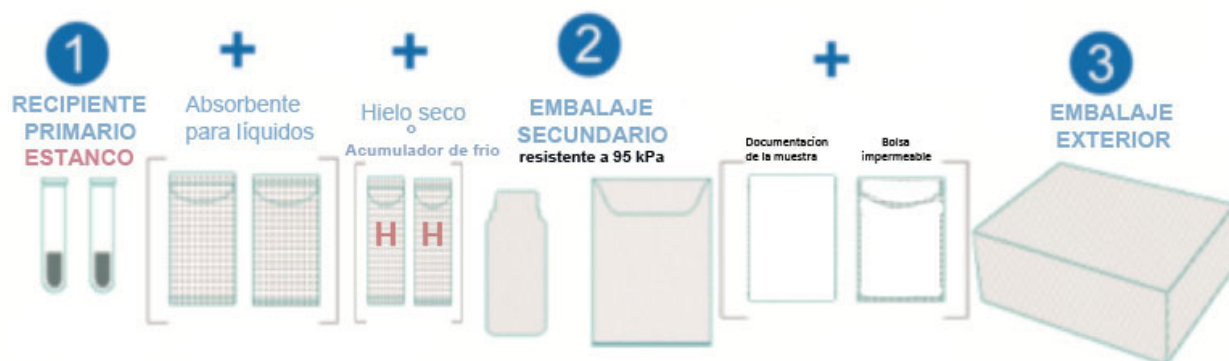 1
RECIPIENTE
PRIMARIO
ESTANCO
+
Absorbente
para líquidos
+
Hielo seco
o
Acumulador de frio
H H
2
EMBALAJE
SECUNDARIO
resistente a 95 kPa
+
Documentacion
de la muestra
Bolsa
impermeable
3
EMBALAJE
EXTERIOR